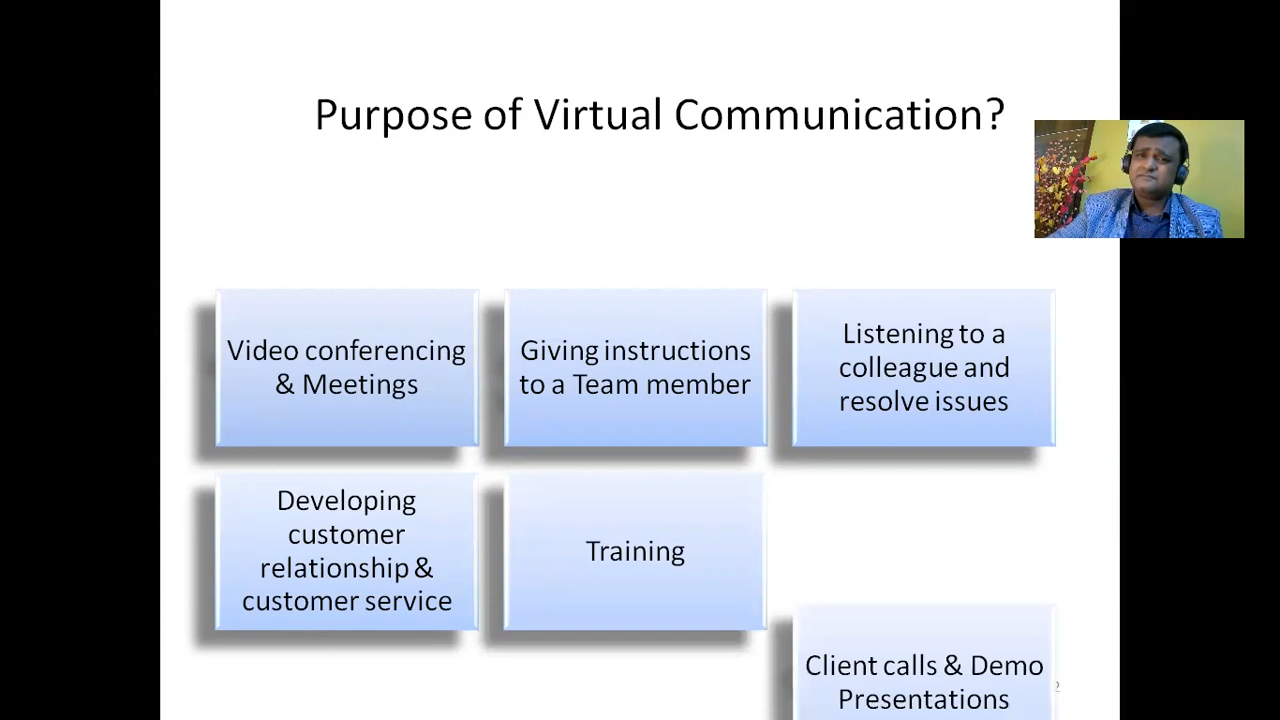 Purpose of Virtual Communication?
Video conferencing
& Meetings
Giving instructions
to a Team member
Listening to a
colleague and
resolve issues
Developing
customer
relationship &
customer service
Training
Client calls & Demo
Presentations
2